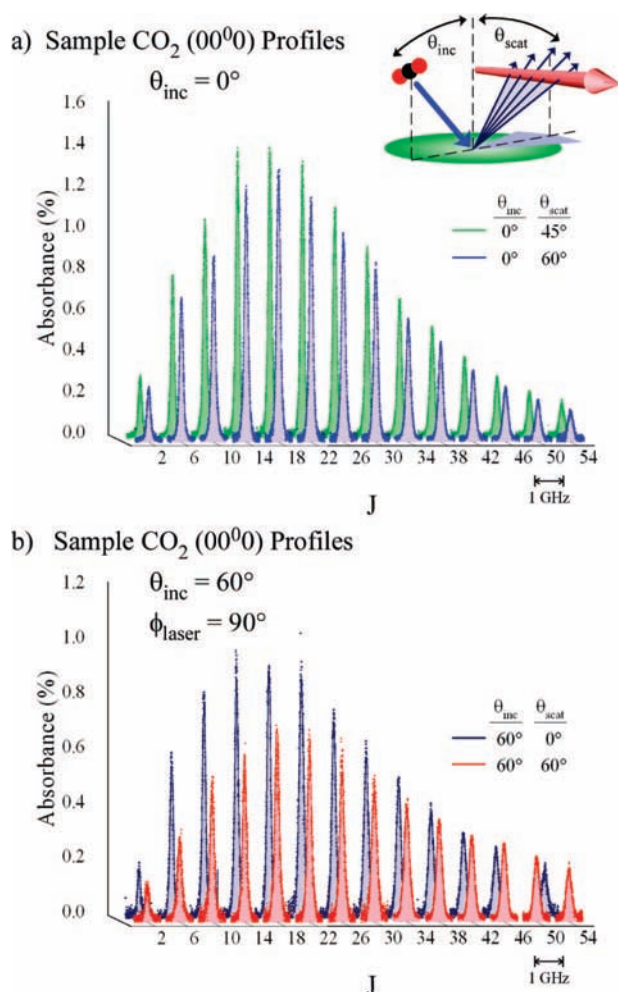 a) Sample CO₂ (00⁰0) Profiles
θinc = 0°
θinc
θscat
Absorbance (%)
1.6
1.4
1.2
1.0
0.8
0.6
0.4
0.2
0.0
θinc θscat
0° 45°
0° 60°
2 6 10 14 18 22 26 30 34 38 42 46 50 54
J
1 GHz
b) Sample CO₂ (00⁰0) Profiles
θinc = 60°
ϕlaser = 90°
Absorbance (%)
1.2
1.0
0.8
0.6
0.4
0.2
0.0
θinc θscat
60° 0°
60° 60°
2 6 10 14 18 22 26 30 34 38 42 46 50 54
J
1 GHz